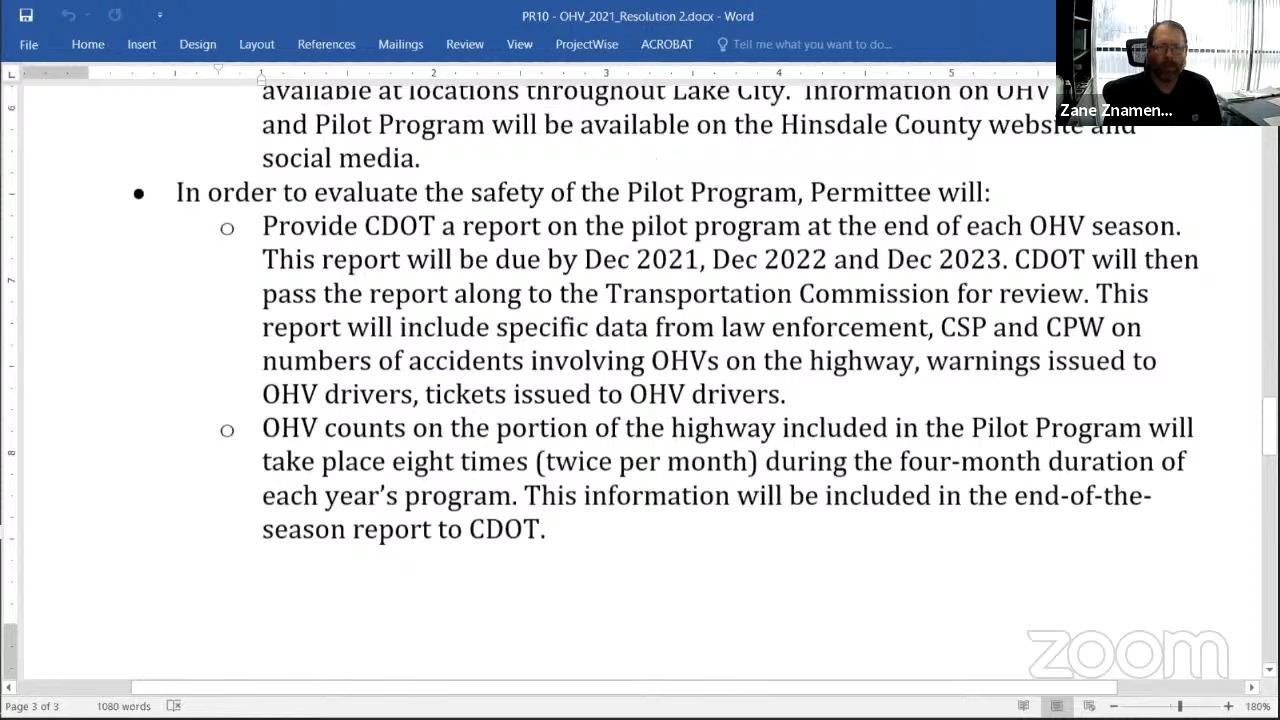 PR10 - OHV_2021_Resolution 2.docx - Word
File Home Insert Design Layout References Mailings Review View ProjectWise ACROBAT Tell me what you want to do...
Zane Znamen...
2 3 4 5
available at locations throughout Lake City. Information on OHV
and Pilot Program will be available on the Hinsdale County website and
social media.
• In order to evaluate the safety of the Pilot Program, Permittee will:
o Provide CDOT a report on the pilot program at the end of each OHV season.
This report will be due by Dec 2021, Dec 2022 and Dec 2023. CDOT will then
pass the report along to the Transportation Commission for review. This
report will include specific data from law enforcement, CSP and CPW on
numbers of accidents involving OHVs on the highway, warnings issued to
OHV drivers, tickets issued to OHV drivers.
o OHV counts on the portion of the highway included in the Pilot Program will
take place eight times (twice per month) during the four-month duration of
each year’s program. This information will be included in the end-of-the-
season report to CDOT.
6
7
8
zoom
Page 3 of 3 1080 words 180%